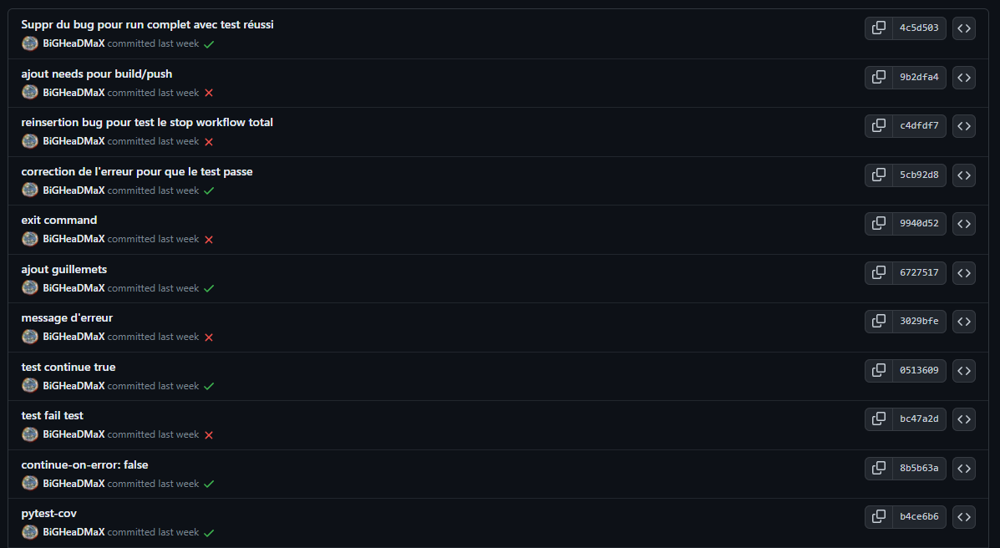 Suppr du bug pour run complet avec test réussi
4c5d503
BiGHeaDMaX committed last week
ajout needs pour build/push
9b2dfa4
BiGHeaDMaX committed last week
reinsertion bug pour test le stop workflow total
c4dfdf7
BiGHeaDMaX committed last week
correction de l'erreur pour que le test passe
5cb92d8
BiGHeaDMaX committed last week
exit command
9940d52
BiGHeaDMaX committed last week
ajout guillemets
6727517
BiGHeaDMaX committed last week
message d'erreur
3029bfe
BiGHeaDMaX committed last week
test continue true
0513609
BiGHeaDMaX committed last week
test fail test
bc47a2d
BiGHeaDMaX committed last week
continue-on-error: false
8b5b63a
BiGHeaDMaX committed last week
pytest-cov
b4ce6b6
BiGHeaDMaX committed last week